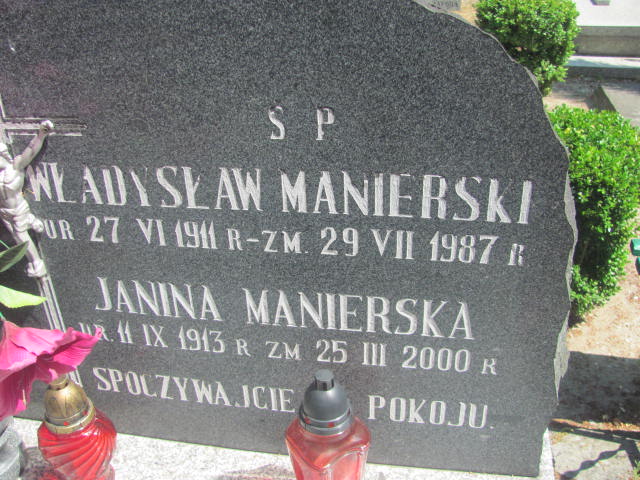 S P
WŁADYSŁAW MANIERSKI
UR 27 VI 1911 R - ZM. 29 VII 1987 R
JANINA MANIERSKA
UR. 11 IX 1913 R ZM 25 III 2000 R
SPOCZYWAJCIE POKOJU.